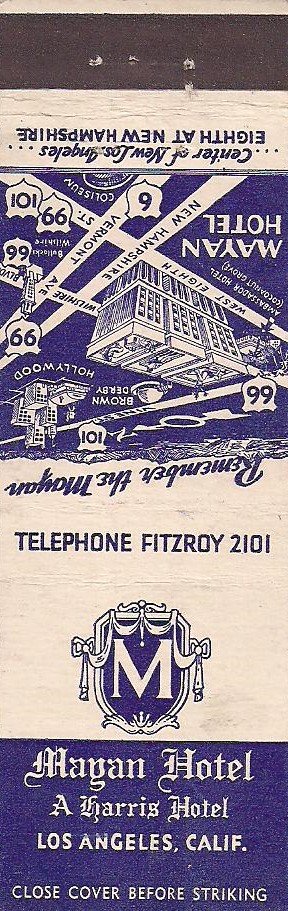 Remember the Mayan
101
66
BROWN
DERBY
HOLLYWOOD
99
AMBASSADOR HOTEL
(COCOANUT GROVE)
WEST EIGHTH
WILSHIRE
BLVD.
MAYAN
HOTEL
NEW HAMPSHIRE
AVE
66
Bullocks
Wilshire
VERMONT
ST.
6
99
101
COLISEUM
....Center of New Los Angeles....
EIGHTH AT NEW HAMPSHIRE
TELEPHONE FITZROY 2101
M
Mayan Hotel
A Harris Hotel
LOS ANGELES, CALIF.
CLOSE COVER BEFORE STRIKING